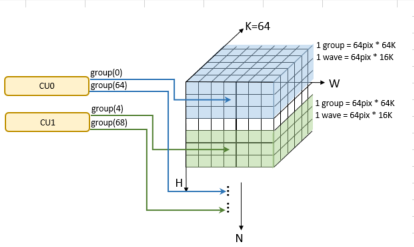 K=64
1 group = 64pix * 64K
1 wave = 64pix * 16K
group(0)
CU0
group(64)
W
group(4)
1 group = 64pix * 64K
1 wave = 64pix * 16K
CU1
group(68)
H
N